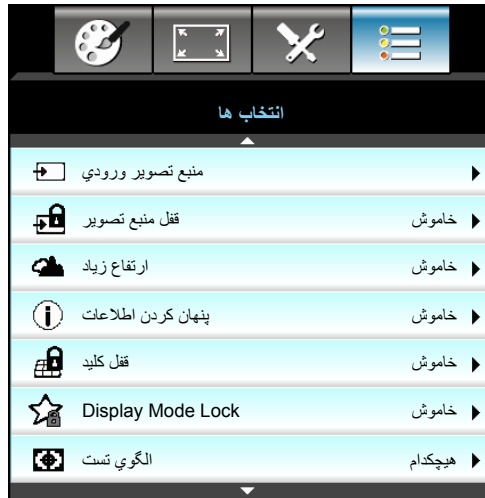 انتخاب ها
منبع تصوير ورودي
قفل منبع تصوير خاموش
ارتفاع زياد خاموش
پنهان کردن اطلاعات خاموش
قفل کليد خاموش
Display Mode Lock خاموش
الگوي تست هيچکدام